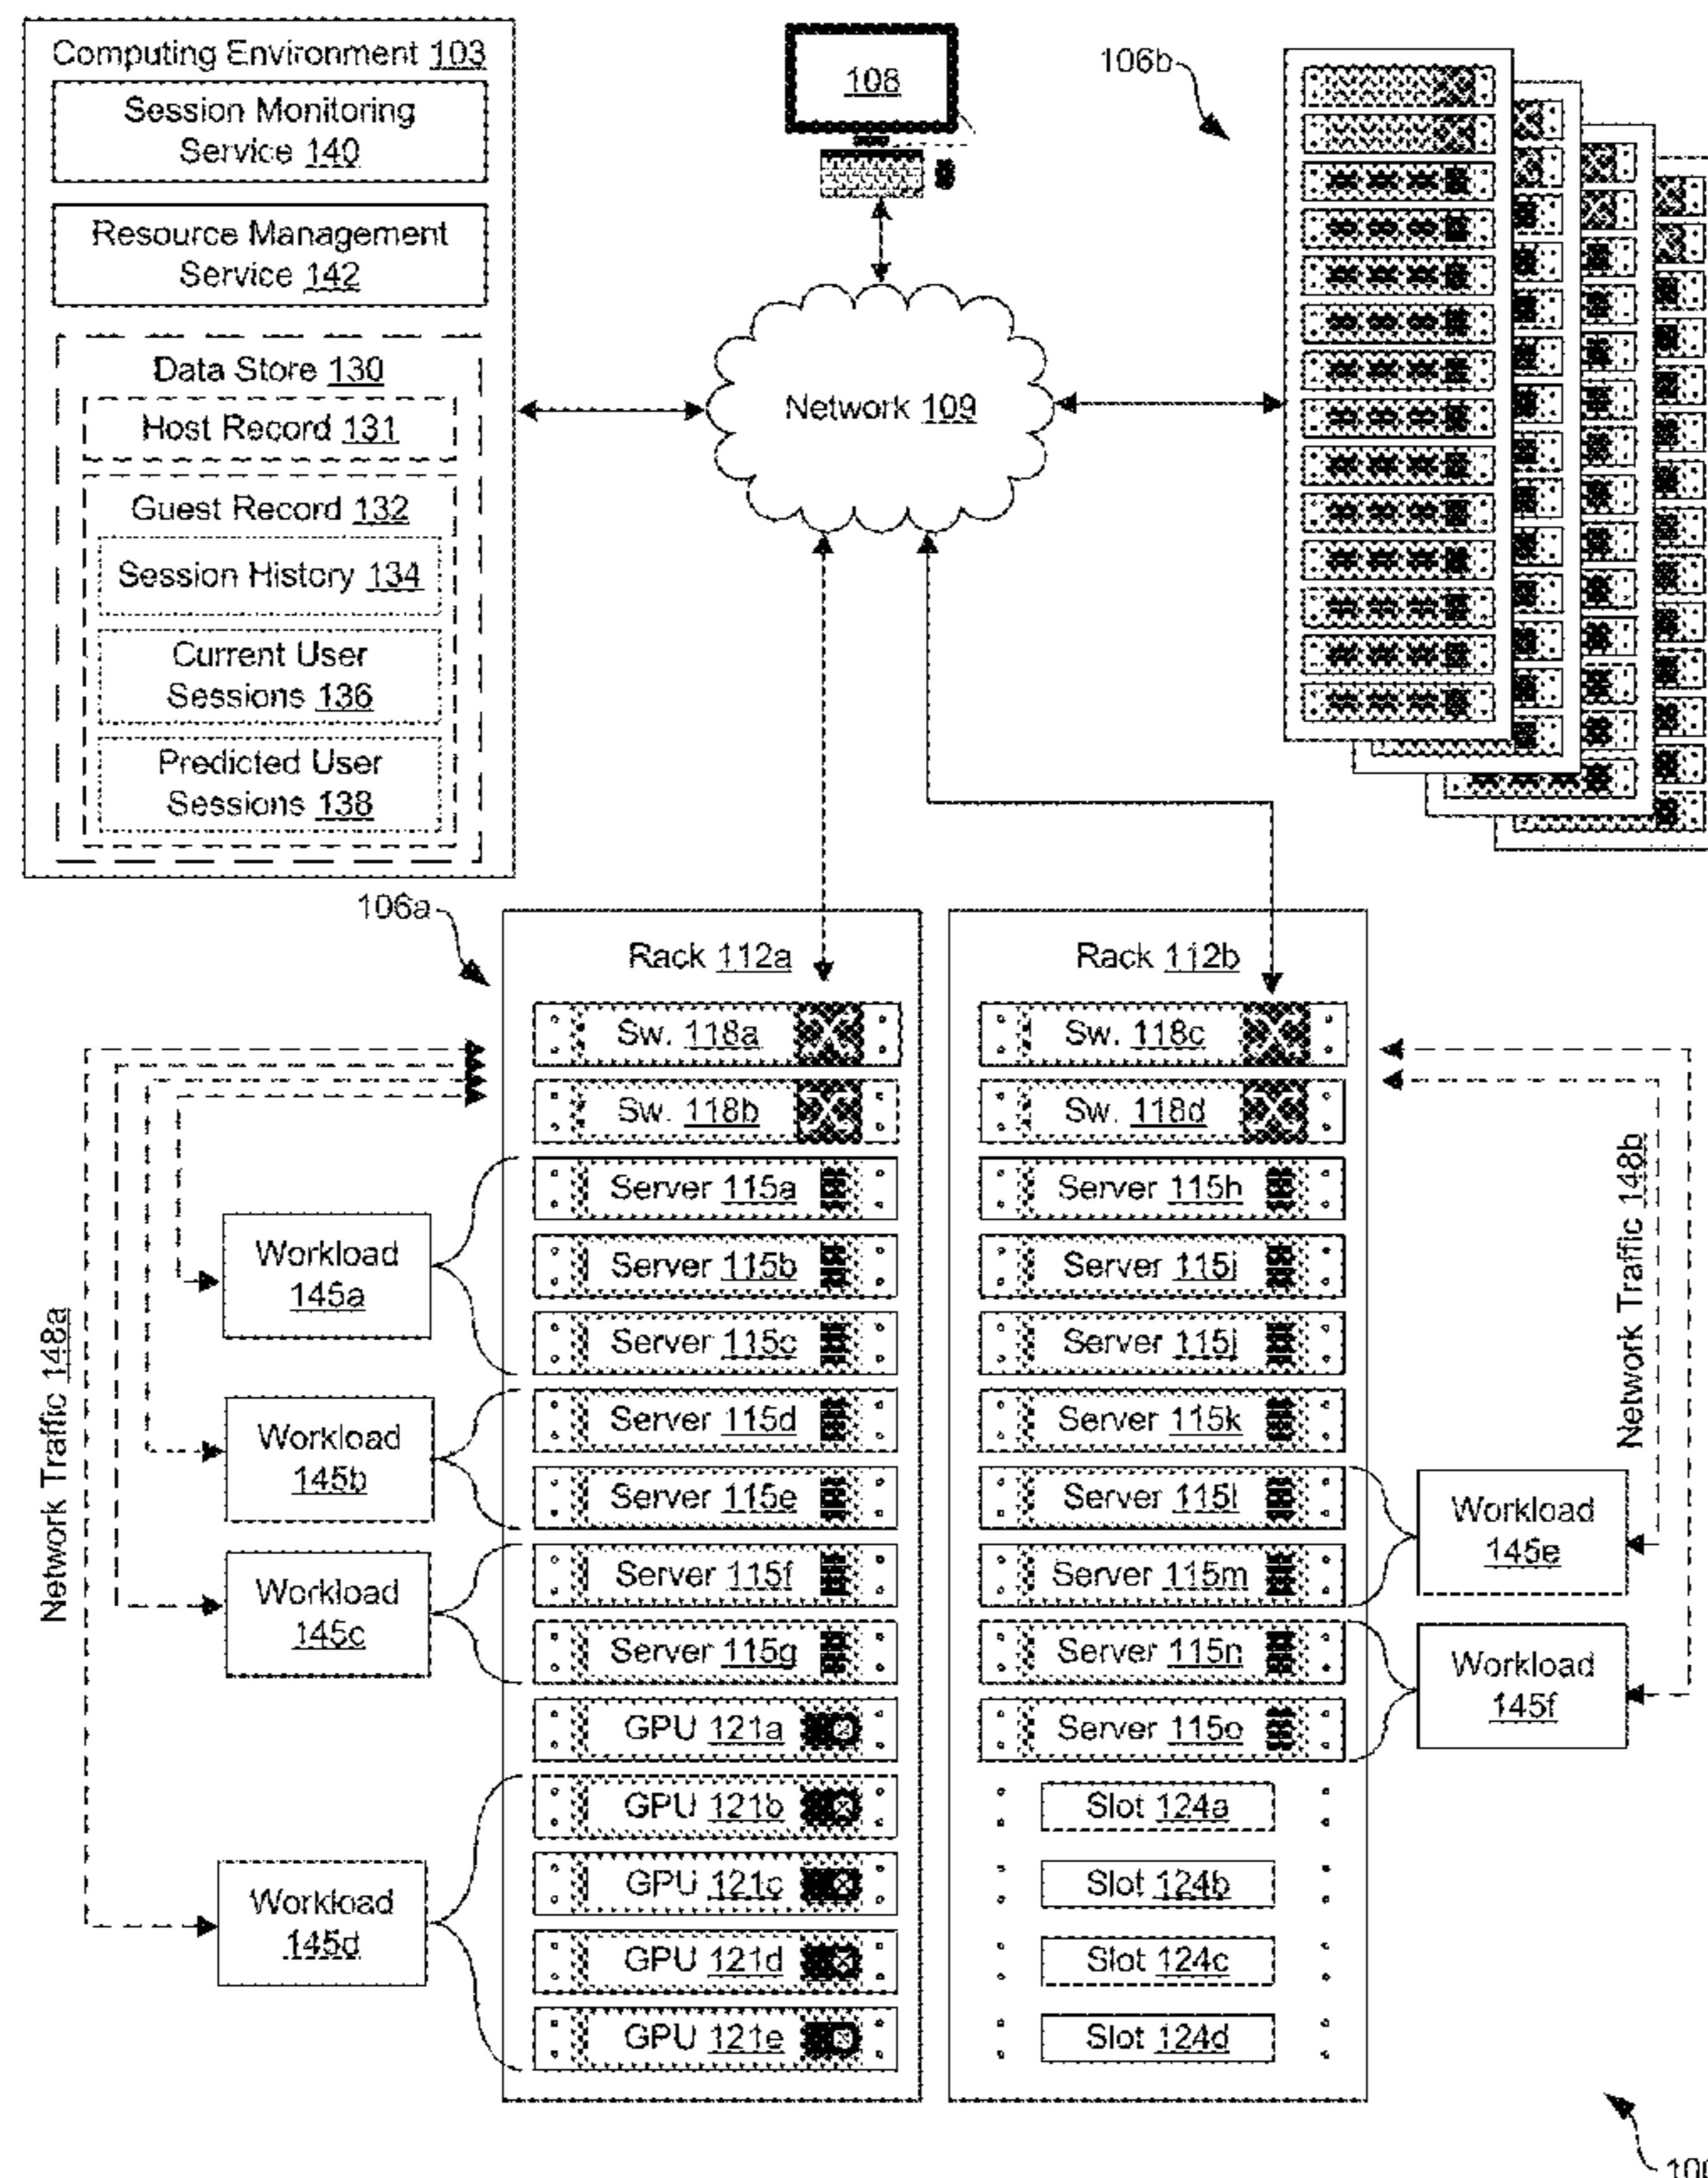 Computing Environment 103
Session Monitoring
Service 140
Resource Management
Service 142
Data Store 130
Host Record 131
Guest Record 132
Session History 134
Current User
Sessions 136
Predicted User
Sessions 138
108
106b
Network 109
106a
Rack 112a
Sw. 118a
Sw. 118b
Server 115a
Server 115b
Server 115c
Server 115d
Server 115e
Server 115f
Server 115g
GPU 121a
GPU 121b
GPU 121c
GPU 121d
GPU 121e
Rack 112b
Sw. 118c
Sw. 118d
Server 115h
Server 115i
Server 115j
Server 115k
Server 115l
Server 115m
Server 115n
Server 115o
Slot 124a
Slot 124b
Slot 124c
Slot 124d
Network Traffic 148a
Workload
145a
Workload
145b
Workload
145c
Workload
145d
Network Traffic 148b
Workload
145e
Workload
145f